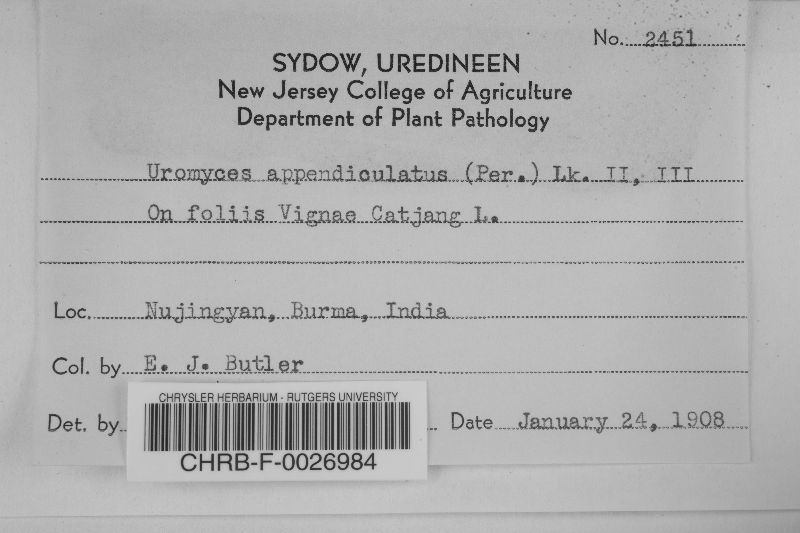 No. 2451
SYDOW, UREDINEEN
New Jersey College of Agriculture
Department of Plant Pathology
Uromyces appendiculatus (Per.) Lk. II, III
On foliis Vignae Catjang L.
Loc. Nujingyan, Burma, India
Col. by E. J. Butler
Det. by
Date January 24, 1908
CHRYSLER HERBARIUM - RUTGERS UNIVERSITY
CHRB-F-0026984